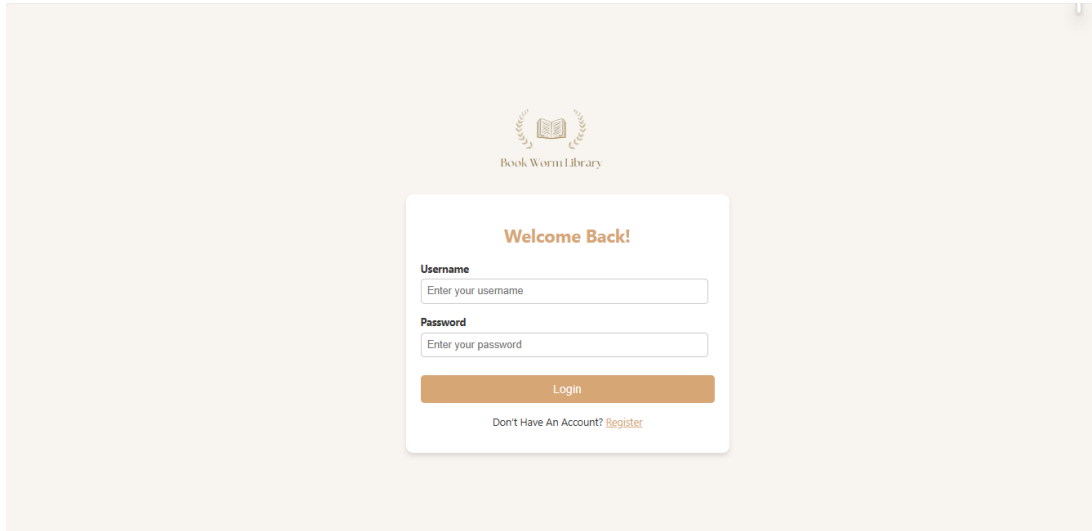 Book Worm Library
Welcome Back!
Username
Enter your username
Password
Enter your password
Login
Don't Have An Account? Register